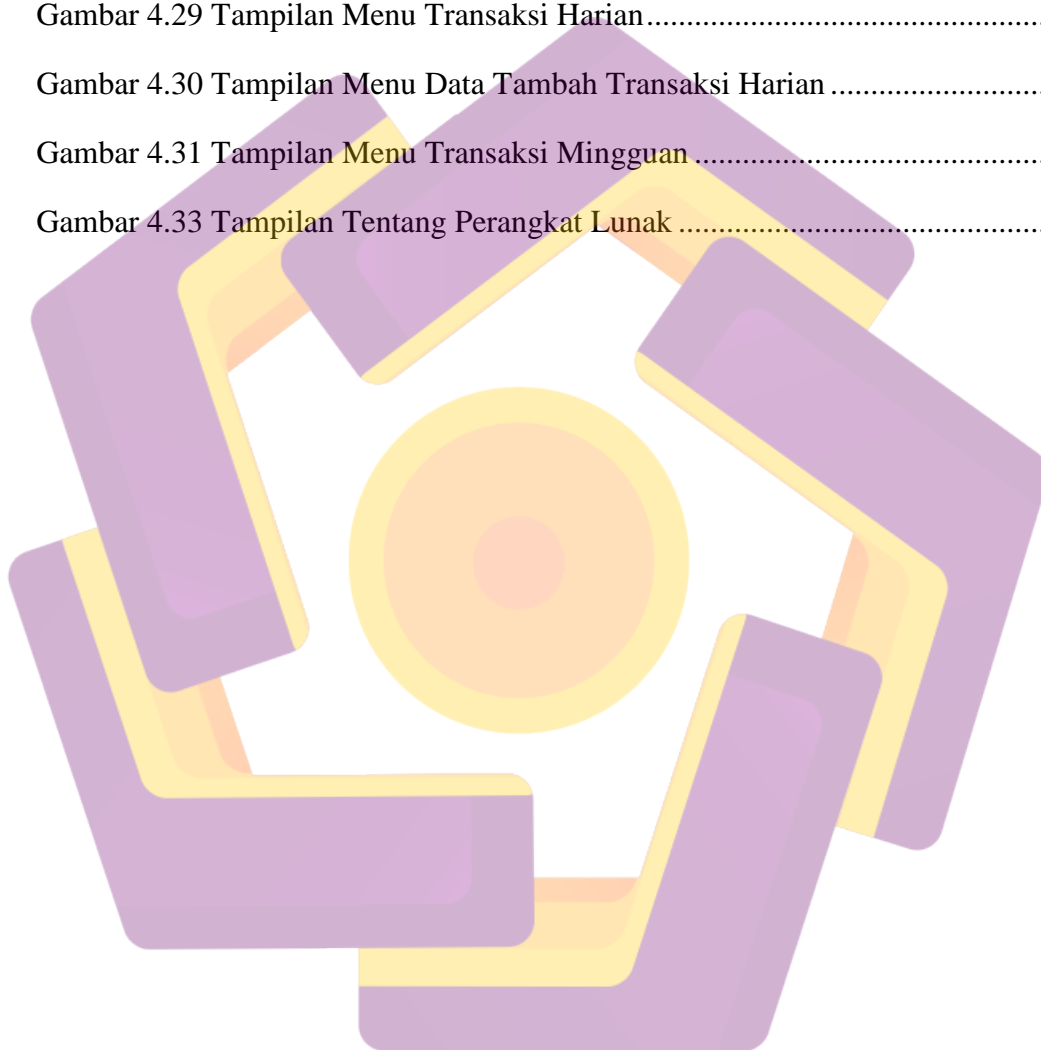 Gambar 4.29 Tampilan Menu Transaksi Harian..................................................
Gambar 4.30 Tampilan Menu Data Tambah Transaksi Harian...........................
Gambar 4.31 Tampilan Menu Transaksi Mingguan............................................
Gambar 4.33 Tampilan Tentang Perangkat Lunak..............................................